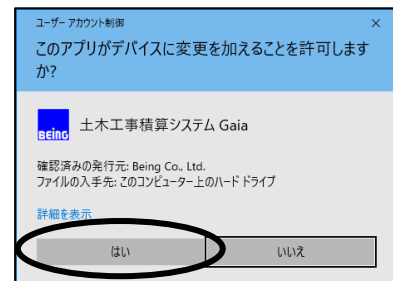 ユーザー アカウント制御
×
このアプリがデバイスに変更を加えることを許可します
か?
BEING
土木工事積算システム Gaia
確認済みの発行元: Being Co., Ltd.
ファイルの入手先: このコンピューター上のハード ドライブ
詳細を表示
はい
いいえ